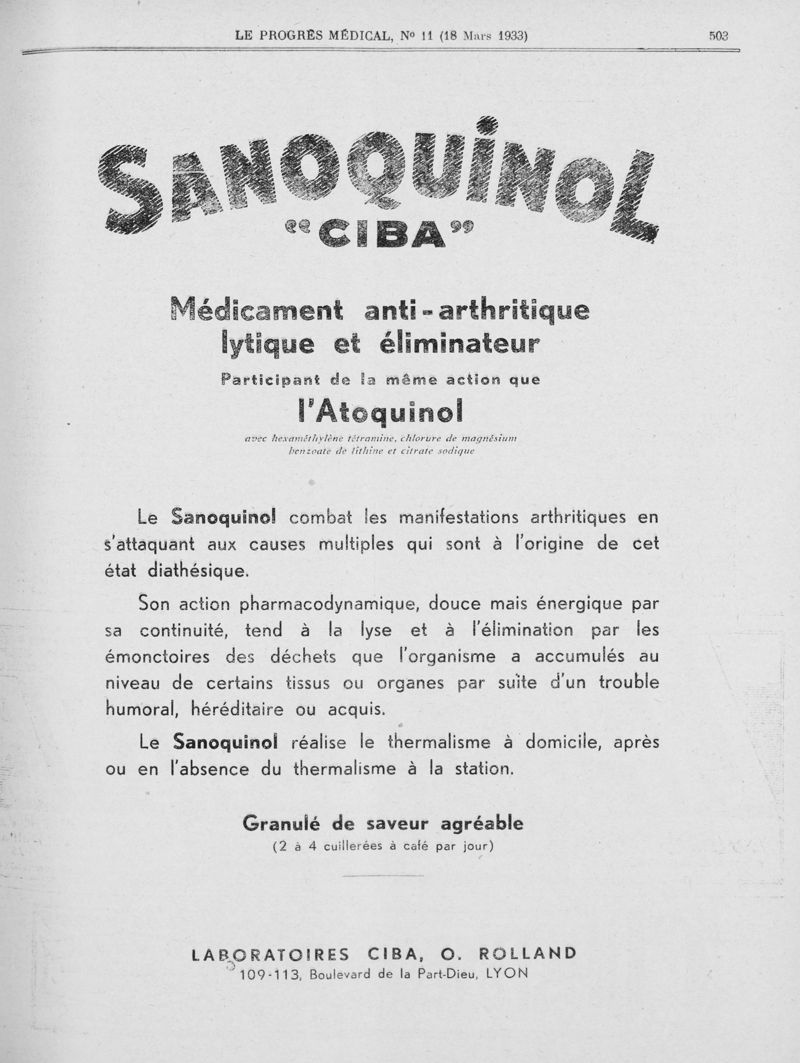 LE PROGRÈS MÉDICAL, Nº 11 (18 Mars 1933) 503
SANOQUINOL
"CIBA"
Médicament anti-arthritique
lytique et éliminateur
Participant de la même action que
l'Atoquinol
avec hexaméthylène tétramine, chlorure de magnésium
benzoate de lithine et citrate sodique
Le Sanoquinol combat les manifestations arthritiques en
s'attaquant aux causes multiples qui sont à l'origine de cet
état diathésique.
Son action pharmacodynamique, douce mais énergique par
sa continuité, tend à la lyse et à l'élimination par les
émonctoires des déchets que l'organisme a accumulés au
niveau de certains tissus ou organes par suite d'un trouble
humoral, héréditaire ou acquis.
Le Sanoquinol réalise le thermalisme à domicile, après
ou en l'absence du thermalisme à la station.
Granulé de saveur agréable
(2 à 4 cuillerées à café par jour)
LABORATOIRES CIBA, O. ROLLAND
109-113, Boulevard de la Part-Dieu, LYON